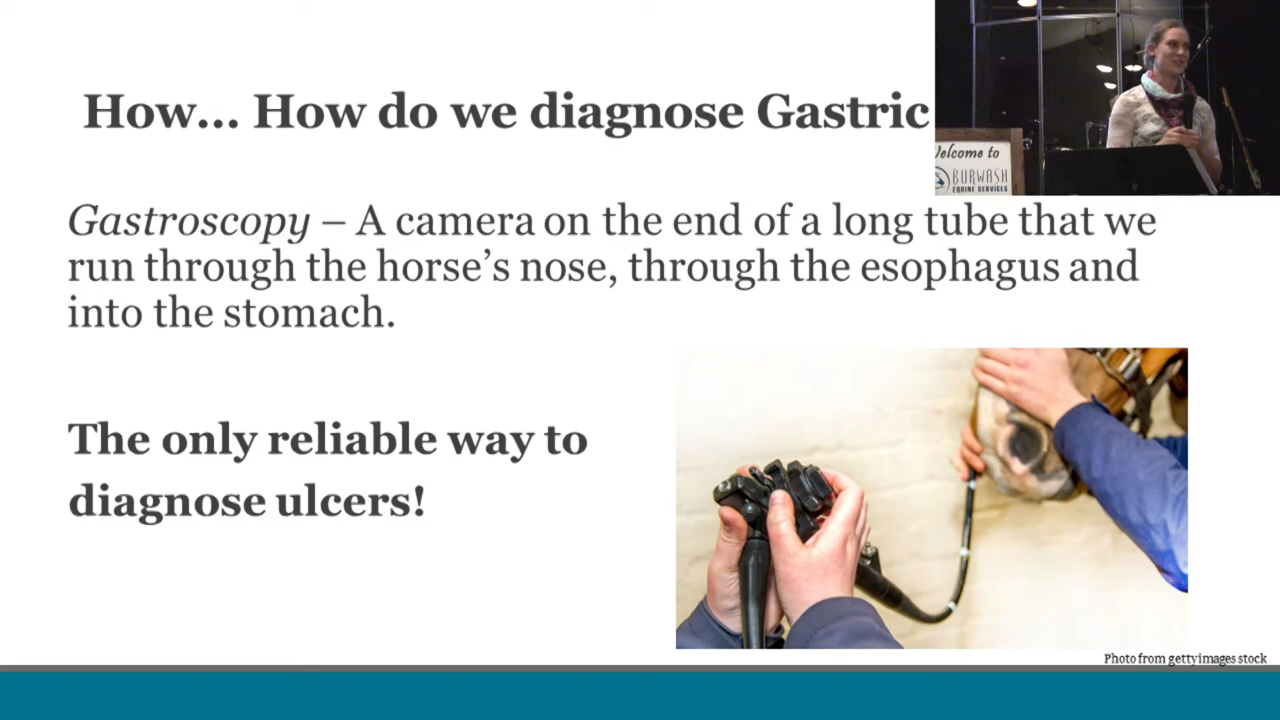 How... How do we diagnose Gastric
Welcome to
BURWASH
EQUINE SERVICES
Gastroscopy – A camera on the end of a long tube that we
run through the horse’s nose, through the esophagus and
into the stomach.
The only reliable way to
diagnose ulcers!
Photo from gettyimages stock